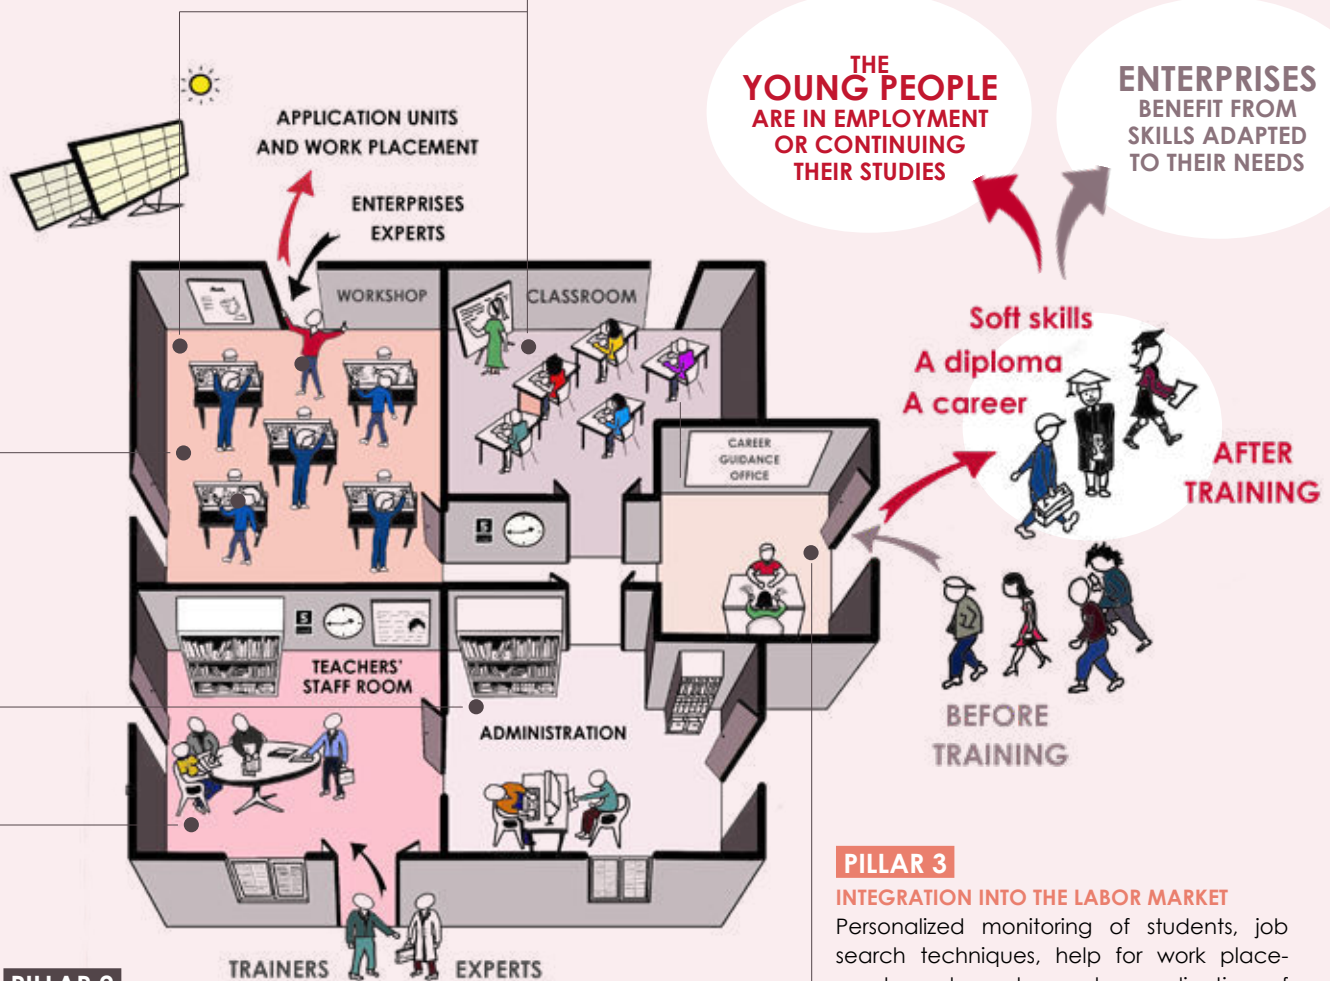 THE
YOUNG PEOPLE
ARE IN EMPLOYMENT
OR CONTINUING
THEIR STUDIES
ENTERPRISES
BENEFIT FROM
SKILLS ADAPTED
TO THEIR NEEDS
APPLICATION UNITS
AND WORK PLACEMENT
ENTERPRISES
EXPERTS
WORKSHOP
CLASSROOM
Soft skills
A diploma
A career
AFTER
TRAINING
CAREER
GUIDANCE
OFFICE
TEACHERS'
STAFF ROOM
ADMINISTRATION
BEFORE
TRAINING
TRAINERS
EXPERTS
PILLAR 3
INTEGRATION INTO THE LABOR MARKET
Personalized monitoring of students, job
search techniques, help for work place-